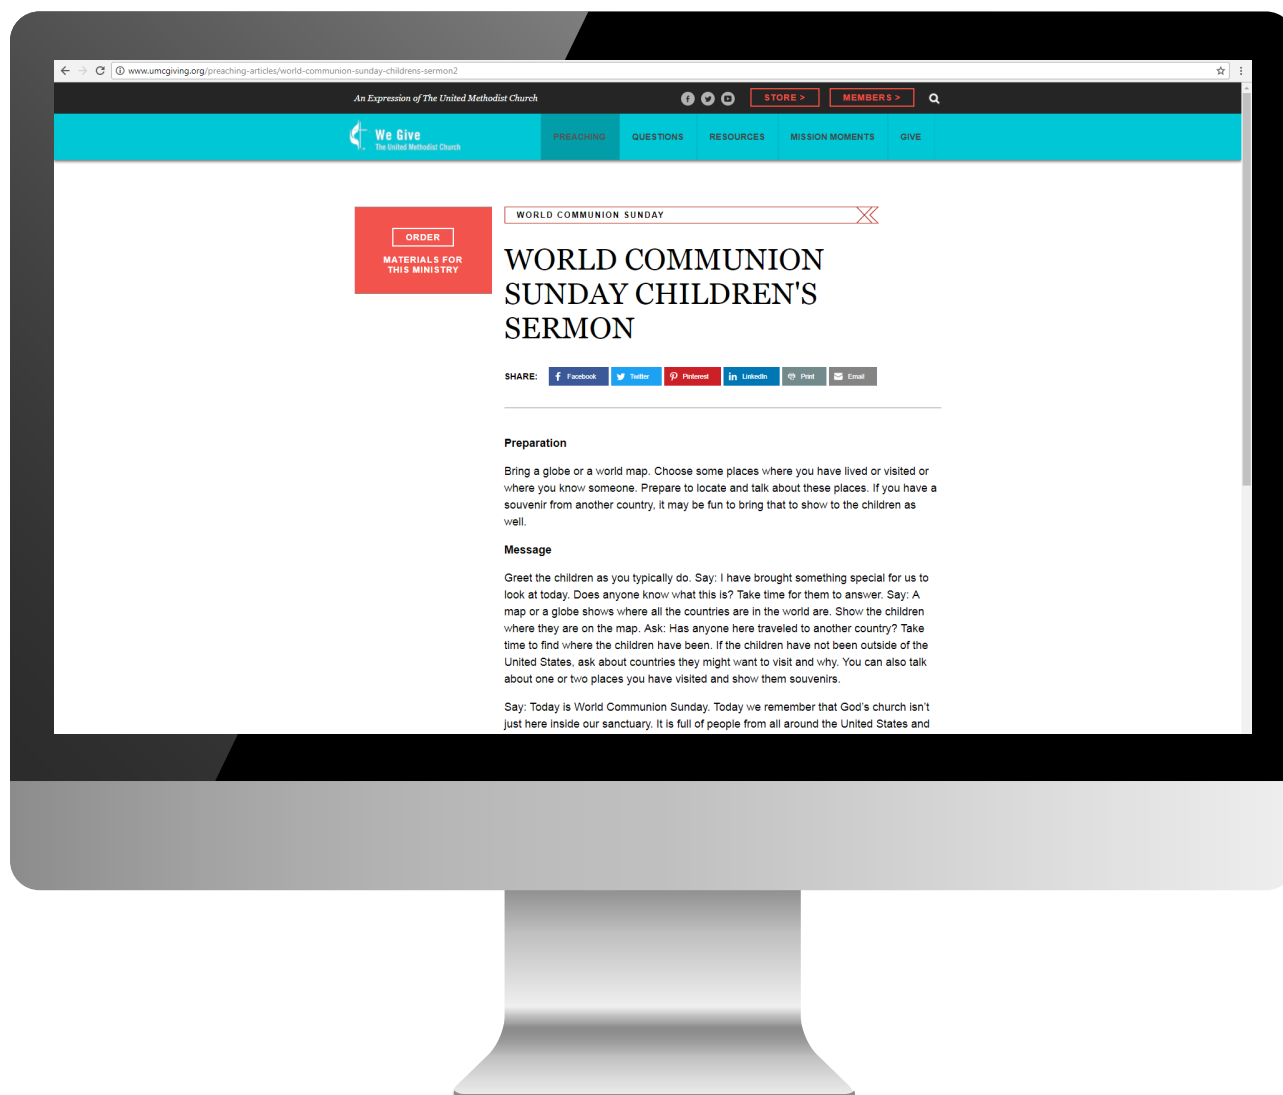 www.umcgiving.org/preaching-articles/world-communion-sunday-childrens-sermon2
An Expression of The United Methodist Church
STORE >
MEMBERS >
We Give
The United Methodist Church
PREACHING
QUESTIONS
RESOURCES
MISSION MOMENTS
GIVE
ORDER
MATERIALS FOR
THIS MINISTRY
WORLD COMMUNION SUNDAY
WORLD COMMUNION
SUNDAY CHILDREN'S
SERMON
SHARE:
Facebook
Twitter
Pinterest
LinkedIn
Print
Email
Preparation
Bring a globe or a world map. Choose some places where you have lived or visited or
where you know someone. Prepare to locate and talk about these places. If you have a
souvenir from another country, it may be fun to bring that to show to the children as
well.
Message
Greet the children as you typically do. Say: I have brought something special for us to
look at today. Does anyone know what this is? Take time for them to answer. Say: A
map or a globe shows where all the countries are in the world are. Show the children
where they are on the map. Ask: Has anyone here traveled to another country? Take
time to find where the children have been. If the children have not been outside of the
United States, ask about countries they might want to visit and why. You can also talk
about one or two places you have visited and show them souvenirs.
Say: Today is World Communion Sunday. Today we remember that God's church isn't
just here inside our sanctuary. It is full of people from all around the United States and